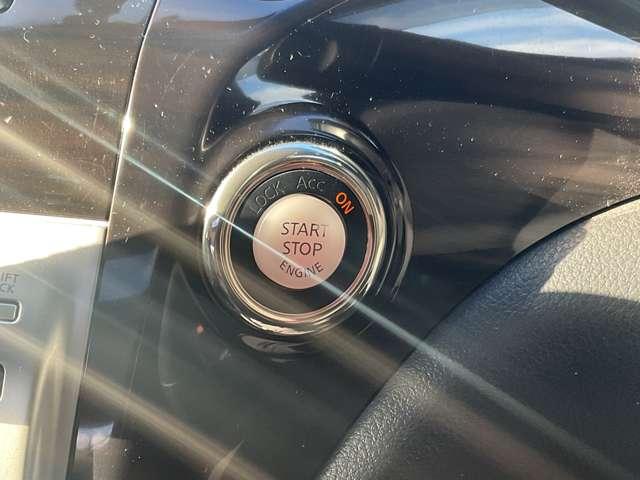 LOCK ACC ON
START
STOP
ENGINE